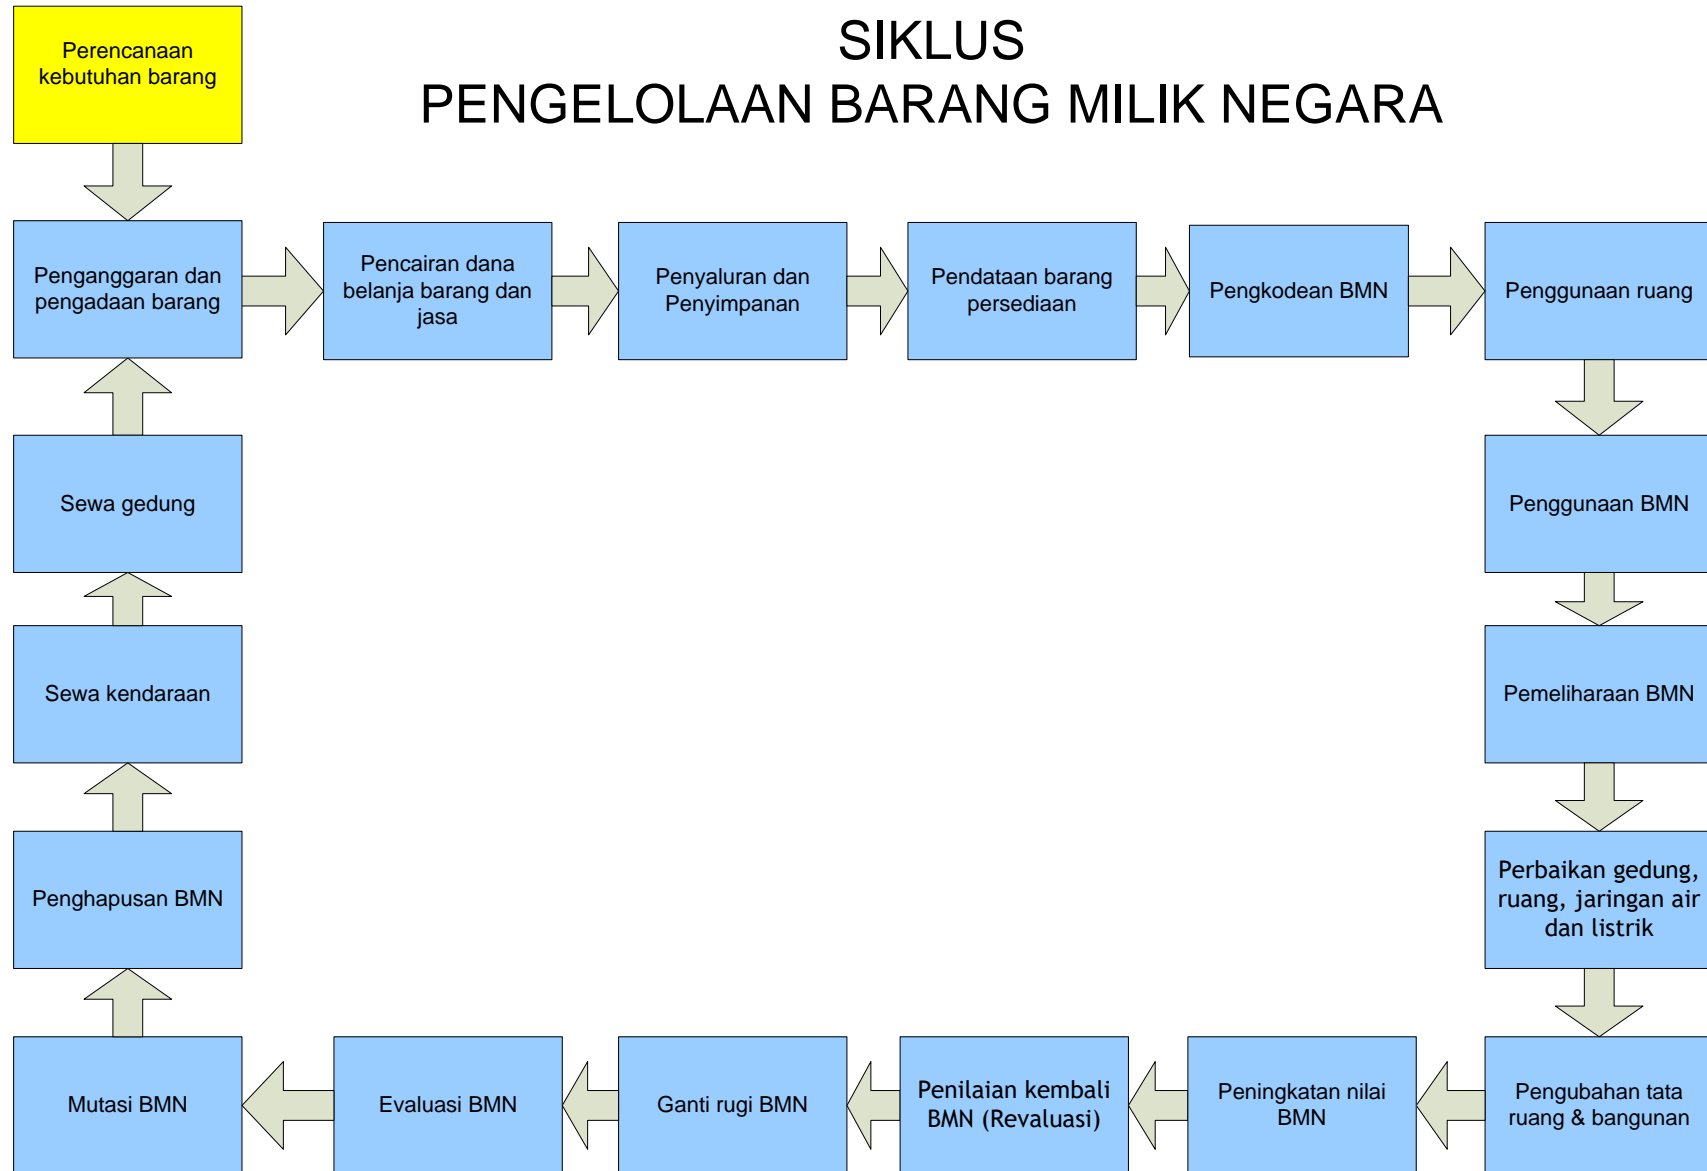 SIKLUS
PENGELOLAAN BARANG MILIK NEGARA
Perencanaan
kebutuhan barang
Penganggaran dan
pengadaan barang
Pencairan dana
belanja barang dan
jasa
Penyaluran dan
Penyimpanan
Pendataan barang
persediaan
Pengkodean BMN
Penggunaan ruang
Penggunaan BMN
Pemeliharaan BMN
Perbaikan gedung,
ruang, jaringan air
dan listrik
Pengubahan tata
ruang & bangunan
Peningkatan nilai
BMN
Penilaian kembali
BMN (Revaluasi)
Ganti rugi BMN
Evaluasi BMN
Mutasi BMN
Penghapusan BMN
Sewa kendaraan
Sewa gedung